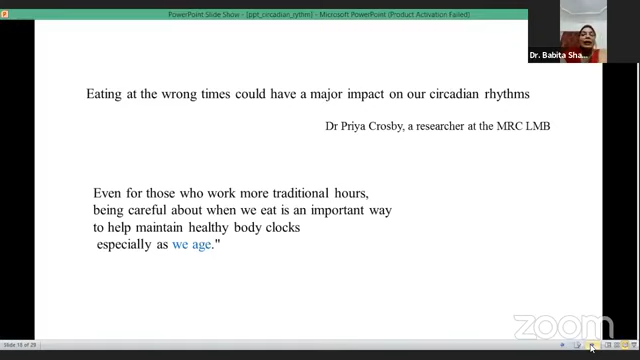 PowerPoint Slide Show - [ppt_circadian_rythm] - Microsoft PowerPoint (Product Activation Failed)
Dr. Babita Sha...
Eating at the wrong times could have a major impact on our circadian rhythms
Dr Priya Crosby, a researcher at the MRC LMB
Even for those who work more traditional hours,
being careful about when we eat is an important way
to help maintain healthy body clocks
especially as we age."
zoom
Slide 18 of 28